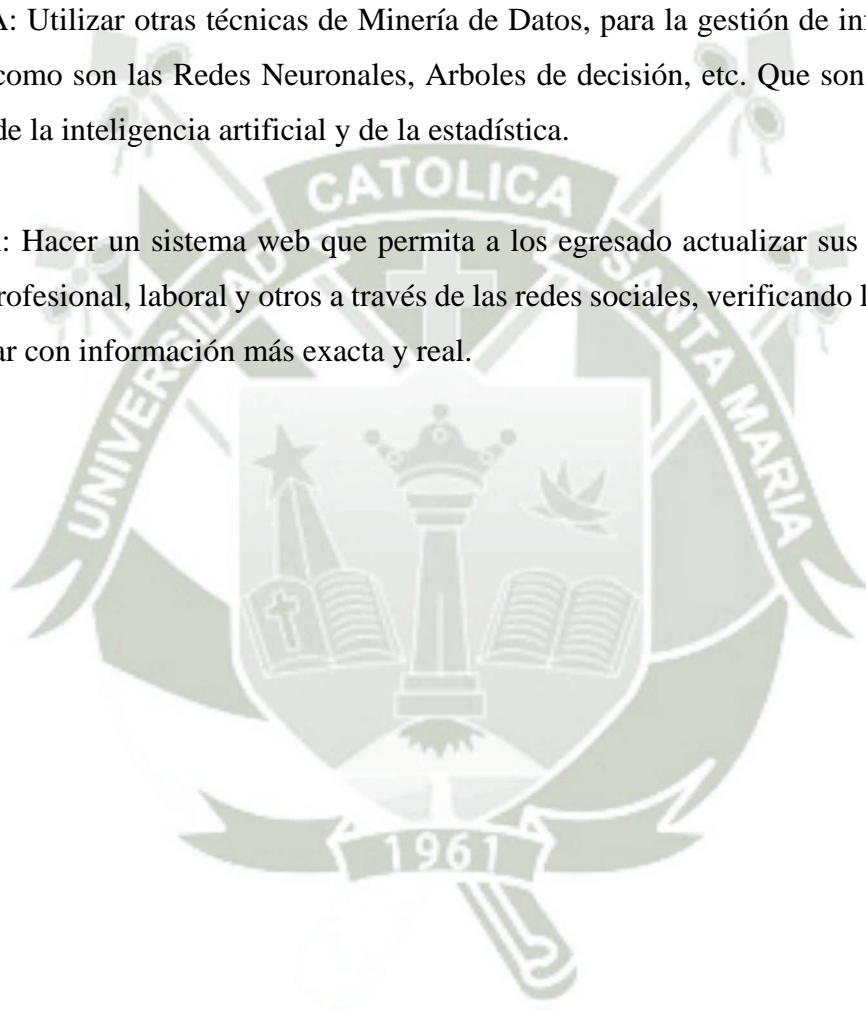 A: Utilizar otras técnicas de Minería de Datos, para la gestión de
como son las Redes Neuronales, Arboles de decisión, etc. Que son
de la inteligencia artificial y de la estadística.
: Hacer un sistema web que permita a los egresado actualizar sus
rofesional, laboral y otros a través de las redes sociales, verificando
ar con información más exacta y real.
UNIVERSIDAD CATOLICA SANTA MARIA
1961